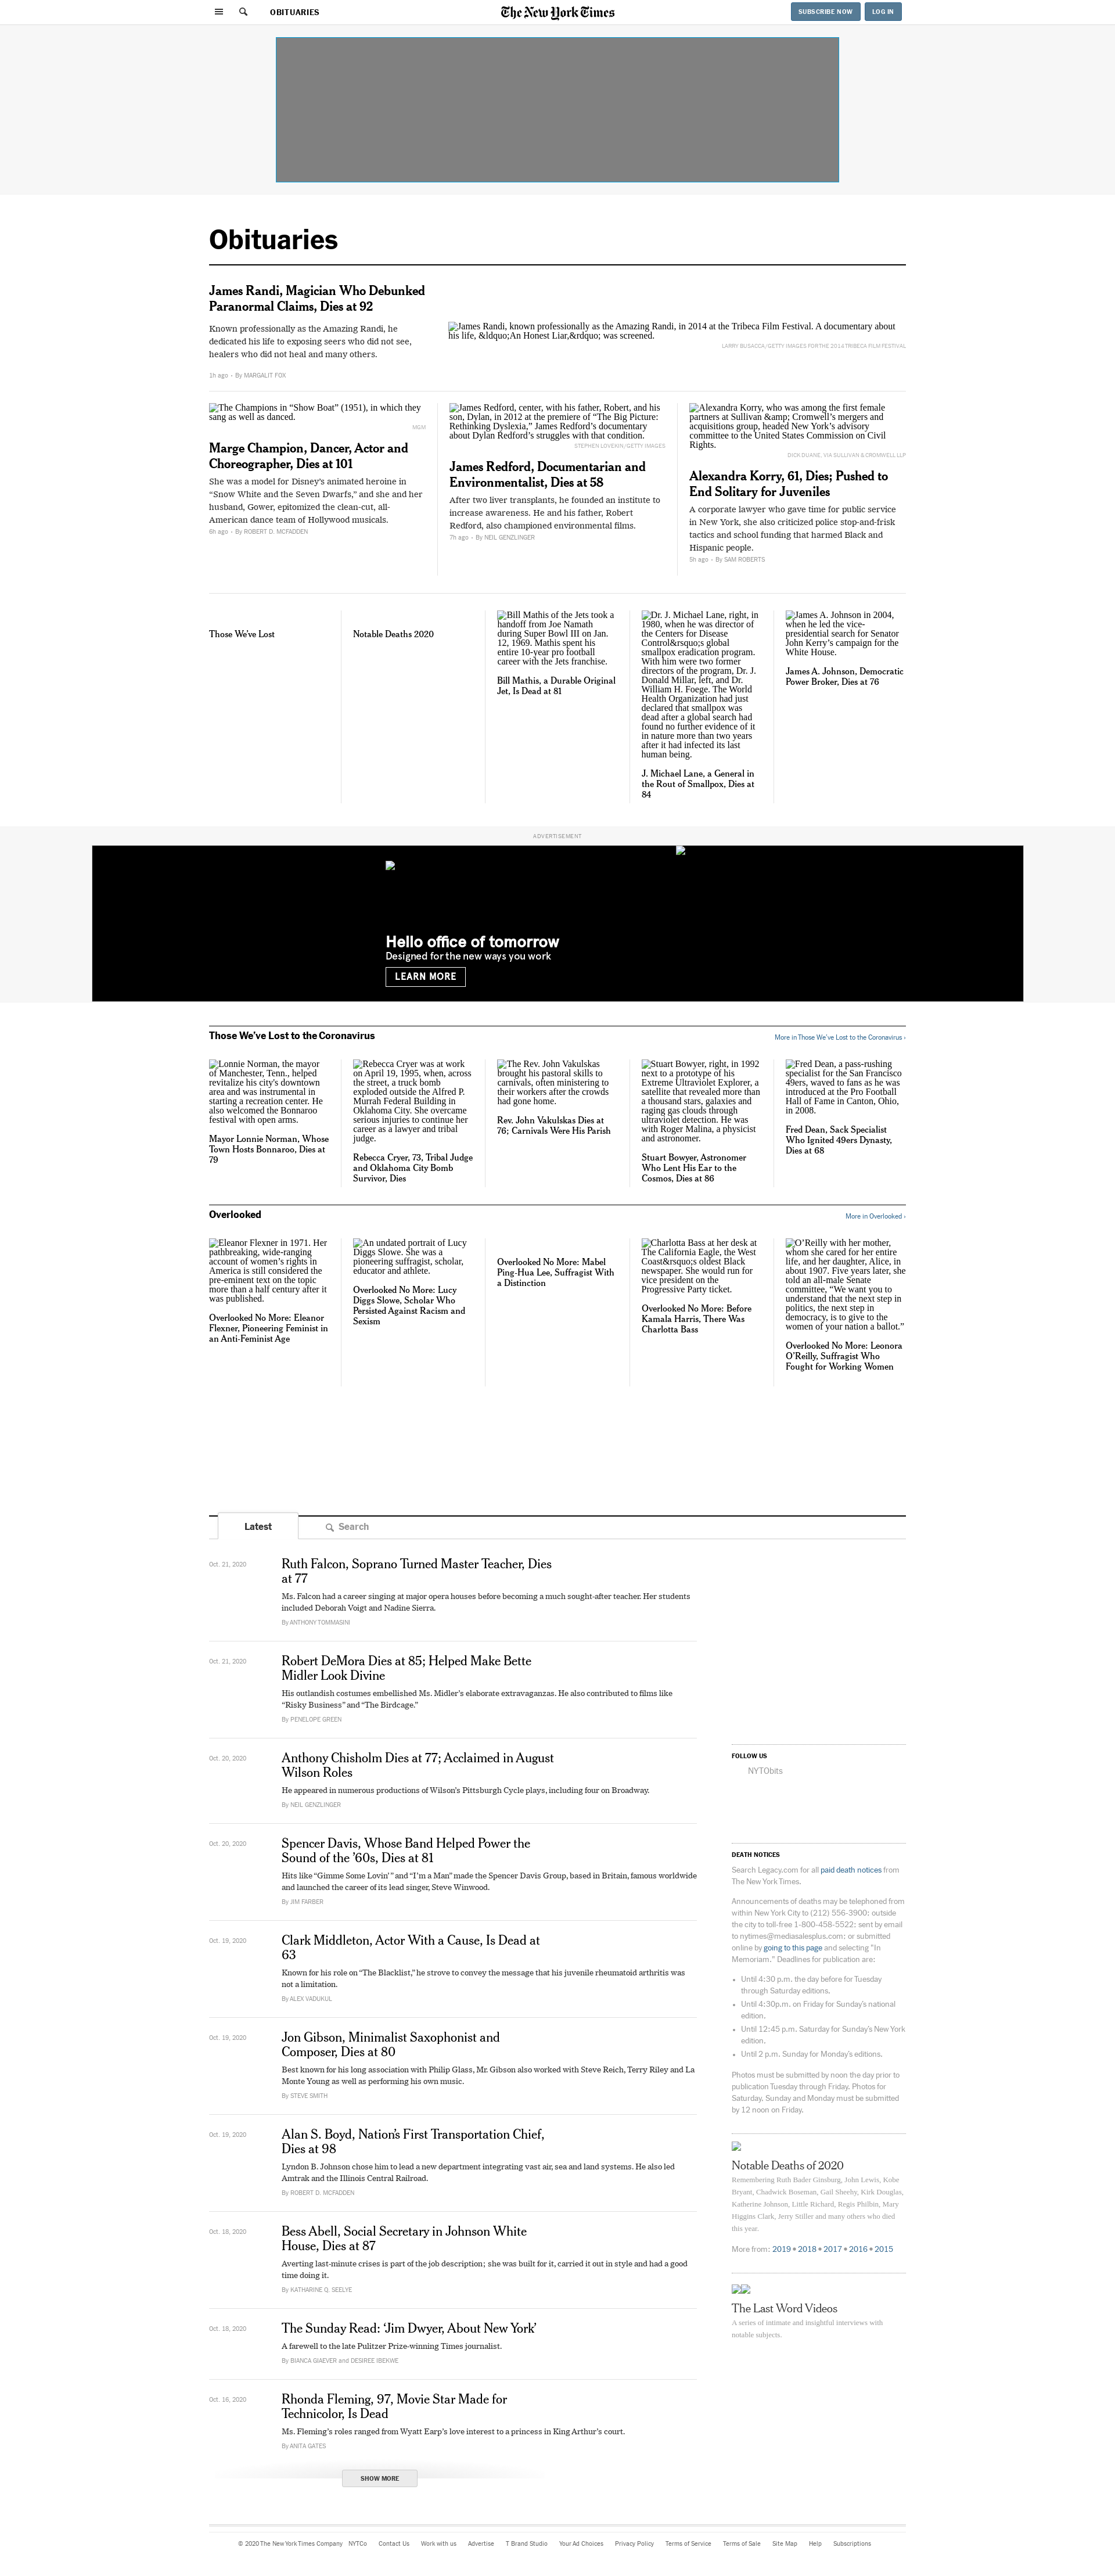 OBITUARIES
The New York Times
SUBSCRIBE NOW
LOG IN
Obituaries
James Randi, Magician Who Debunked
Paranormal Claims, Dies at 92
Known professionally as the Amazing Randi, he
dedicated his life to exposing seers who did not see,
healers who did not heal and many others.
1h ago • By MARGALIT FOX
James Randi, known professionally as the Amazing Randi, in 2014 at the Tribeca Film Festival. A documentary about
his life, &ldquo;An Honest Liar,&rdquo; was screened.
LARRY BUSACCA/GETTY IMAGES FOR THE 2014 TRIBECA FILM FESTIVAL
The Champions in “Show Boat” (1951), in which they
sang as well as danced.
MGM
Marge Champion, Dancer, Actor and
Choreographer, Dies at 101
She was a model for Disney’s animated heroine in
“Snow White and the Seven Dwarfs,” and she and her
husband, Gower, epitomized the clean-cut, all-
American dance team of Hollywood musicals.
6h ago • By ROBERT D. MCFADDEN
James Redford, center, with his father, Robert, and his
son, Dylan, in 2012 at the premiere of “The Big Picture:
Rethinking Dyslexia,” James Redford’s documentary
about Dylan Redford’s struggles with that condition.
STEPHEN LOVEKIN/GETTY IMAGES
James Redford, Documentarian and
Environmentalist, Dies at 58
After two liver transplants, he founded an institute to
increase awareness. He and his father, Robert
Redford, also championed environmental films.
7h ago • By NEIL GENZLINGER
Alexandra Korry, who was among the first female
partners at Sullivan &amp; Cromwell’s mergers and
acquisitions group, headed New York’s advisory
committee to the United States Commission on Civil
Rights.
DICK DUANE, VIA SULLIVAN & CROMWELL LLP
Alexandra Korry, 61, Dies; Pushed to
End Solitary for Juveniles
A corporate lawyer who gave time for public service
in New York, she also criticized police stop-and-frisk
tactics and school funding that harmed Black and
Hispanic people.
5h ago • By SAM ROBERTS
Those We’ve Lost
Notable Deaths 2020
Bill Mathis of the Jets took a
handoff from Joe Namath
during Super Bowl III on Jan.
12, 1969. Mathis spent his
entire 10-year pro football
career with the Jets franchise.
Bill Mathis, a Durable Original
Jet, Is Dead at 81
Dr. J. Michael Lane, right, in
1980, when he was director of
the Centers for Disease
Control&rsquo;s global
smallpox eradication program.
With him were two former
directors of the program, Dr. J.
Donald Millar, left, and Dr.
William H. Foege. The World
Health Organization had just
declared that smallpox was
dead after a global search had
found no further evidence of it
in nature more than two years
after it had infected its last
human being.
J. Michael Lane, a General in
the Rout of Smallpox, Dies at
84
James A. Johnson in 2004,
when he led the vice-
presidential search for Senator
John Kerry’s campaign for the
White House.
James A. Johnson, Democratic
Power Broker, Dies at 76
ADVERTISEMENT
Hello office of tomorrow
Designed for the new ways you work
LEARN MORE
Those We’ve Lost to the Coronavirus
More in Those We’ve Lost to the Coronavirus ›
Lonnie Norman, the mayor
of Manchester, Tenn., helped
revitalize his city's downtown
area and was instrumental in
starting a recreation center. He
also welcomed the Bonnaroo
festival with open arms.
Mayor Lonnie Norman, Whose
Town Hosts Bonnaroo, Dies at
79
Rebecca Cryer was at work
on April 19, 1995, when, across
the street, a truck bomb
exploded outside the Alfred P.
Murrah Federal Building in
Oklahoma City. She overcame
serious injuries to continue her
career as a lawyer and tribal
judge.
Rebecca Cryer, 73, Tribal Judge
and Oklahoma City Bomb
Survivor, Dies
The Rev. John Vakulskas
brought his pastoral skills to
carnivals, often ministering to
their workers after the crowds
had gone home.
Rev. John Vakulskas Dies at
76; Carnivals Were His Parish
Stuart Bowyer, right, in 1992
next to a prototype of his
Extreme Ultraviolet Explorer, a
satellite that revealed more than
a thousand stars, galaxies and
raging gas clouds through
ultraviolet detection. He was
with Roger Malina, a physicist
and astronomer.
Stuart Bowyer, Astronomer
Who Lent His Ear to the
Cosmos, Dies at 86
Fred Dean, a pass-rushing
specialist for the San Francisco
49ers, waved to fans as he was
introduced at the Pro Football
Hall of Fame in Canton, Ohio,
in 2008.
Fred Dean, Sack Specialist
Who Ignited 49ers Dynasty,
Dies at 68
Overlooked
More in Overlooked ›
Eleanor Flexner in 1971. Her
pathbreaking, wide-ranging
account of women’s rights in
America is still considered the
pre-eminent text on the topic
more than a half century after it
was published.
Overlooked No More: Eleanor
Flexner, Pioneering Feminist in
an Anti-Feminist Age
An undated portrait of Lucy
Diggs Slowe. She was a
pioneering suffragist, scholar,
educator and athlete.
Overlooked No More: Lucy
Diggs Slowe, Scholar Who
Persisted Against Racism and
Sexism
Overlooked No More: Mabel
Ping-Hua Lee, Suffragist With
a Distinction
Charlotta Bass at her desk at
The California Eagle, the West
Coast&rsquo;s oldest Black
newspaper. She would run for
vice president on the
Progressive Party ticket.
Overlooked No More: Before
Kamala Harris, There Was
Charlotta Bass
O’Reilly with her mother,
whom she cared for her entire
life, and her daughter, Alice, in
about 1907. Five years later, she
told an all-male Senate
committee, “We want you to
understand that the next step in
politics, the next step in
democracy, is to give to the
women of your nation a ballot.”
Overlooked No More: Leonora
O’Reilly, Suffragist Who
Fought for Working Women
Latest
Search
Oct. 21, 2020
Ruth Falcon, Soprano Turned Master Teacher, Dies
at 77
Ms. Falcon had a career singing at major opera houses before becoming a much sought-after teacher. Her students
included Deborah Voigt and Nadine Sierra.
By ANTHONY TOMMASINI
Oct. 21, 2020
Robert DeMora Dies at 85; Helped Make Bette
Midler Look Divine
His outlandish costumes embellished Ms. Midler’s elaborate extravaganzas. He also contributed to films like
“Risky Business” and “The Birdcage.”
By PENELOPE GREEN
Oct. 20, 2020
Anthony Chisholm Dies at 77; Acclaimed in August
Wilson Roles
He appeared in numerous productions of Wilson’s Pittsburgh Cycle plays, including four on Broadway.
By NEIL GENZLINGER
Oct. 20, 2020
Spencer Davis, Whose Band Helped Power the
Sound of the ’60s, Dies at 81
Hits like “Gimme Some Lovin’ ” and “I’m a Man” made the Spencer Davis Group, based in Britain, famous worldwide
and launched the career of its lead singer, Steve Winwood.
By JIM FARBER
Oct. 19, 2020
Clark Middleton, Actor With a Cause, Is Dead at
63
Known for his role on “The Blacklist,” he strove to convey the message that his juvenile rheumatoid arthritis was
not a limitation.
By ALEX VADUKUL
Oct. 19, 2020
Jon Gibson, Minimalist Saxophonist and
Composer, Dies at 80
Best known for his long association with Philip Glass, Mr. Gibson also worked with Steve Reich, Terry Riley and La
Monte Young as well as performing his own music.
By STEVE SMITH
Oct. 19, 2020
Alan S. Boyd, Nation’s First Transportation Chief,
Dies at 98
Lyndon B. Johnson chose him to lead a new department integrating vast air, sea and land systems. He also led
Amtrak and the Illinois Central Railroad.
By ROBERT D. MCFADDEN
Oct. 18, 2020
Bess Abell, Social Secretary in Johnson White
House, Dies at 87
Averting last-minute crises is part of the job description; she was built for it, carried it out in style and had a good
time doing it.
By KATHARINE Q. SEELYE
Oct. 18, 2020
The Sunday Read: ‘Jim Dwyer, About New York’
A farewell to the late Pulitzer Prize-winning Times journalist.
By BIANCA GIAEVER and DESIREE IBEKWE
Oct. 16, 2020
Rhonda Fleming, 97, Movie Star Made for
Technicolor, Is Dead
Ms. Fleming’s roles ranged from Wyatt Earp’s love interest to a princess in King Arthur’s court.
By ANITA GATES
SHOW MORE
FOLLOW US
NYTObits
DEATH NOTICES
Search Legacy.com for all paid death notices from
The New York Times.
Announcements of deaths may be telephoned from
within New York City to (212) 556-3900; outside
the city to toll-free 1-800-458-5522; sent by email
to nytimes@mediasalesplus.com; or submitted
online by going to this page and selecting "In
Memoriam." Deadlines for publication are:
• Until 4:30 p.m. the day before for Tuesday
through Saturday editions.
• Until 4:30p.m. on Friday for Sunday’s national
edition.
• Until 12:45 p.m. Saturday for Sunday’s New York
edition.
• Until 2 p.m. Sunday for Monday’s editions.
Photos must be submitted by noon the day prior to
publication Tuesday through Friday. Photos for
Saturday, Sunday and Monday must be submitted
by 12 noon on Friday.
Notable Deaths of 2020
Remembering Ruth Bader Ginsburg, John Lewis, Kobe
Bryant, Chadwick Boseman, Gail Sheehy, Kirk Douglas,
Katherine Johnson, Little Richard, Regis Philbin, Mary
Higgins Clark, Jerry Stiller and many others who died
this year.
More from: 2019 • 2018 • 2017 • 2016 • 2015
The Last Word Videos
A series of intimate and insightful interviews with
notable subjects.
© 2020 The New York Times Company NYTCo Contact Us Work with us Advertise T Brand Studio Your Ad Choices Privacy Policy Terms of Service Terms of Sale Site Map Help Subscriptions